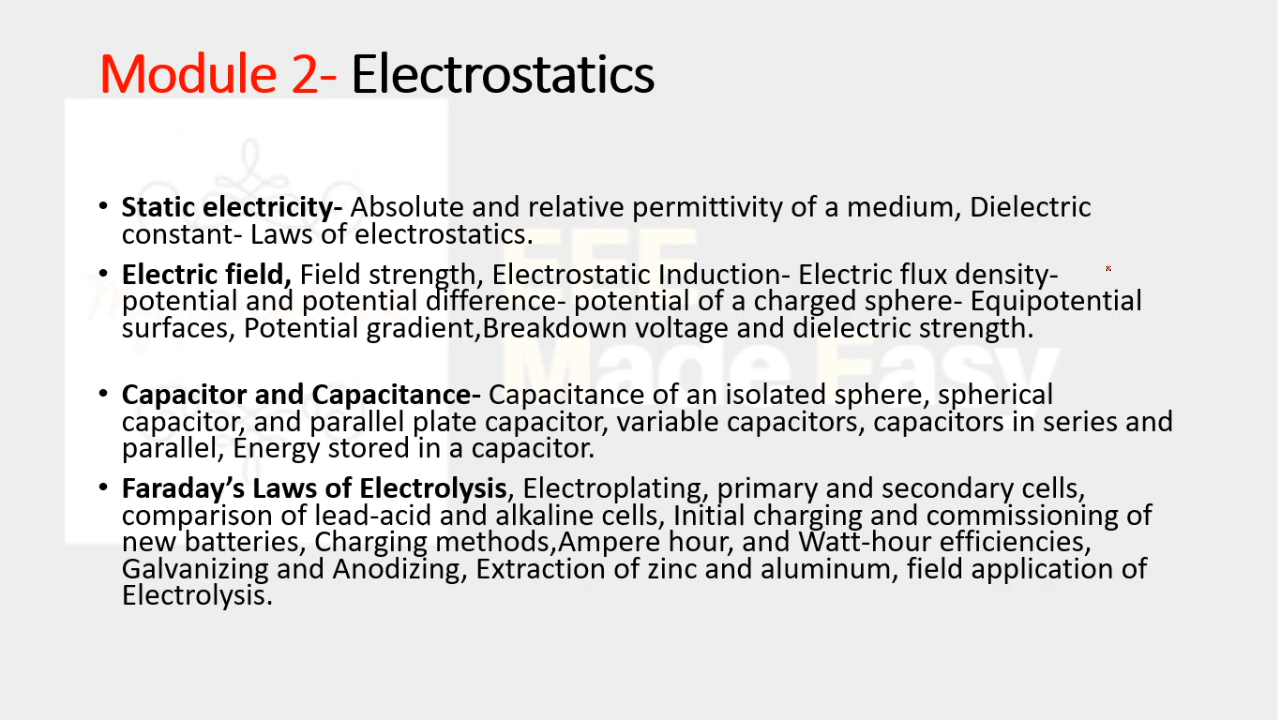 Module 2- Electrostatics
• Static electricity- Absolute and relative permittivity of a medium, Dielectric
constant- Laws of electrostatics.
• Electric field, Field strength, Electrostatic Induction- Electric flux density-
potential and potential difference- potential of a charged sphere- Equipotential
surfaces, Potential gradient,Breakdown voltage and dielectric strength.
EEE
Made Easy
• Capacitor and Capacitance- Capacitance of an isolated sphere, spherical
capacitor, and parallel plate capacitor, variable capacitors, capacitors in series and
parallel, Energy stored in a capacitor.
• Faraday’s Laws of Electrolysis, Electroplating, primary and secondary cells,
comparison of lead-acid and alkaline cells, Initial charging and commissioning of
new batteries, Charging methods,Ampere hour, and Watt-hour efficiencies,
Galvanizing and Anodizing, Extraction of zinc and aluminum, field application of
Electrolysis.